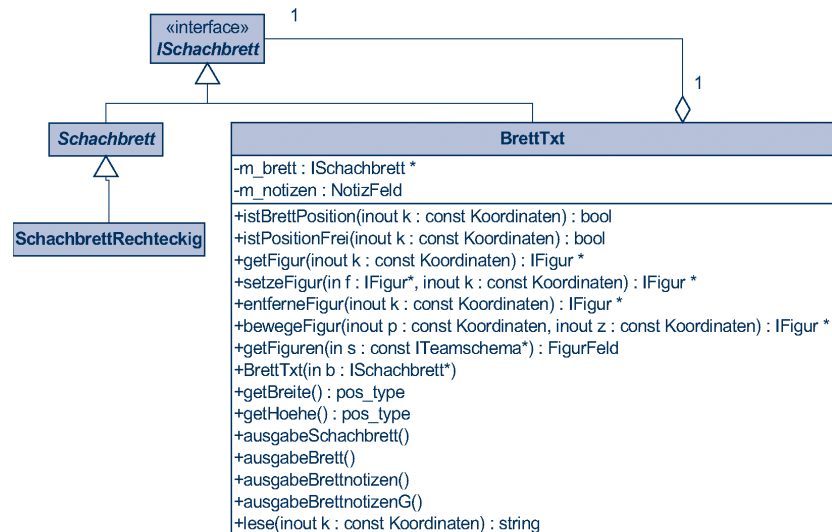 «interface»
ISchachbrett
1
1
Schachbrett
SchachbrettRechteckig
BrettTxt
-m_brett : ISchachbrett *
-m_notizen : NotizFeld
+istBrettPosition(inout k : const Koordinaten) : bool
+istPositionFrei(inout k : const Koordinaten) : bool
+getFigur(inout k : const Koordinaten) : IFigur *
+setzeFigur(in f : IFigur*, inout k : const Koordinaten) : IFigur *
+entferneFigur(inout k : const Koordinaten) : IFigur *
+bewegeFigur(inout p : const Koordinaten, inout z : const Koordinaten) : IFigur *
+getFiguren(in s : const ITeamschema*) : FigurFeld
+BrettTxt(in b : ISchachbrett*)
+getBreite() : pos_type
+getHoehe() : pos_type
+ausgabeSchachbrett()
+ausgabeBrett()
+ausgabeBrettnotizen()
+ausgabeBrettnotizenG()
+lese(inout k : const Koordinaten) : string